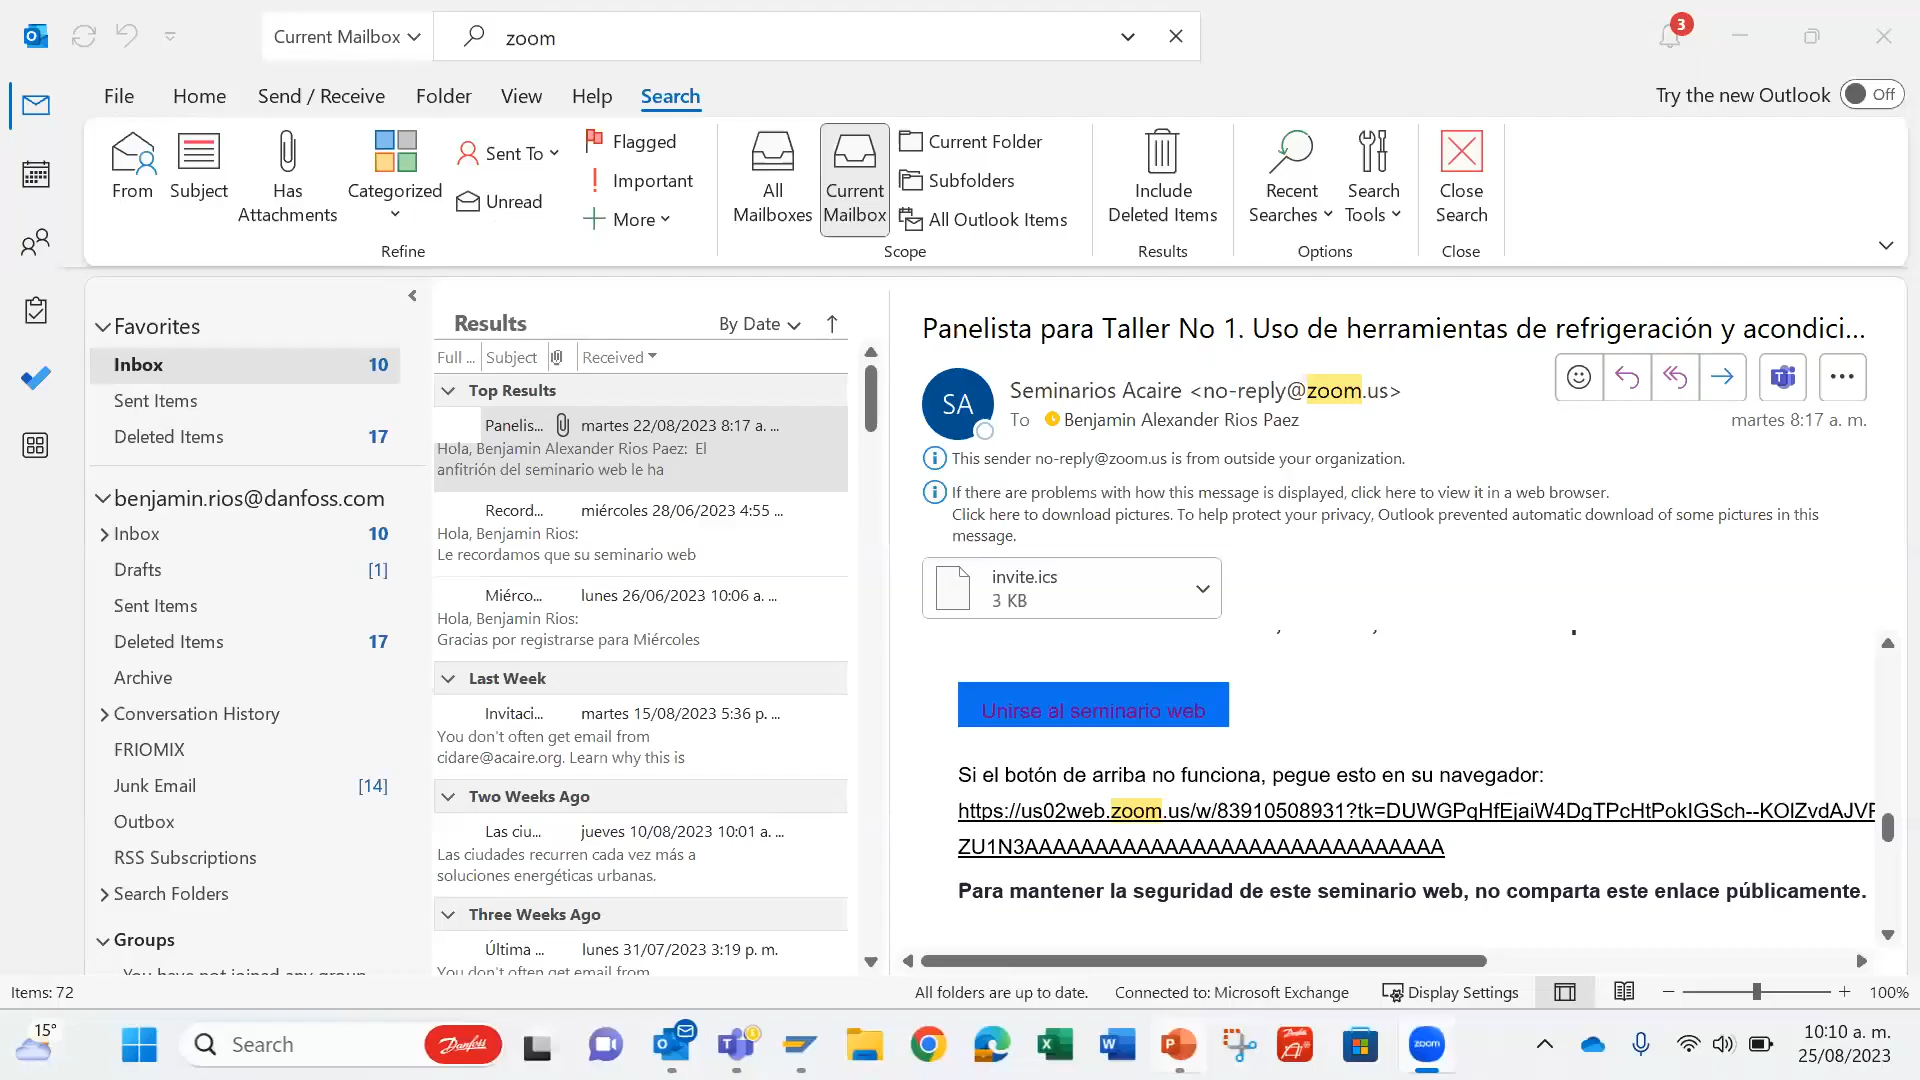 Current Mailbox
zoom
3
File Home Send / Receive Folder View Help Search
Try the new Outlook Off
From
Subject
Has Attachments
Categorized
Sent To
Unread
Flagged
Important
More
Refine
All Mailboxes
Current Mailbox
Current Folder
Subfolders
All Outlook Items
Scope
Include Deleted Items
Results
Recent Searches
Search Tools
Options
Close Search
Close
Favorites
Inbox 10
Sent Items
Deleted Items 17
benjamin.rios@danfoss.com
Inbox 10
Drafts [1]
Sent Items
Deleted Items 17
Archive
Conversation History
FRIOMIX
Junk Email [14]
Outbox
RSS Subscriptions
Search Folders
Groups
You have not joined any group
Results By Date
Full ... Subject Received
Top Results
Panelis... martes 22/08/2023 8:17 a. ...
Hola, Benjamin Alexander Rios Paez: El
anfitrión del seminario web le ha
Record... miércoles 28/06/2023 4:55 ...
Hola, Benjamin Rios:
Le recordamos que su seminario web
Miérco... lunes 26/06/2023 10:06 a. ...
Hola, Benjamin Rios:
Gracias por registrarse para Miércoles
Last Week
Invitaci... martes 15/08/2023 5:36 p. ...
You don't often get email from
cidare@acaire.org. Learn why this is
Two Weeks Ago
Las ciu... jueves 10/08/2023 10:01 a. ...
Las ciudades recurren cada vez más a
soluciones energéticas urbanas.
Three Weeks Ago
Última ... lunes 31/07/2023 3:19 p. m.
You don't often get email from
Panelista para Taller No 1. Uso de herramientas de refrigeración y acondici...
SA
Seminarios Acaire <no-reply@zoom.us>
To Benjamin Alexander Rios Paez
martes 8:17 a. m.
This sender no-reply@zoom.us is from outside your organization.
If there are problems with how this message is displayed, click here to view it in a web browser.
Click here to download pictures. To help protect your privacy, Outlook prevented automatic download of some pictures in this
message.
invite.ics
3 KB
Unirse al seminario web
Si el botón de arriba no funciona, pegue esto en su navegador:
https://us02web.zoom.us/w/83910508931?tk=DUWGPqHfEjaiW4DgTPcHtPokIGSch--KOlZvdAJVF
ZU1N3AAAAAAAAAAAAAAAAAAAAAAAAAAAAAA
Para mantener la seguridad de este seminario web, no comparta este enlace públicamente.
Items: 72
All folders are up to date. Connected to: Microsoft Exchange Display Settings 100%
15°
Search
Danfoss
zoom
10:10 a. m.
25/08/2023